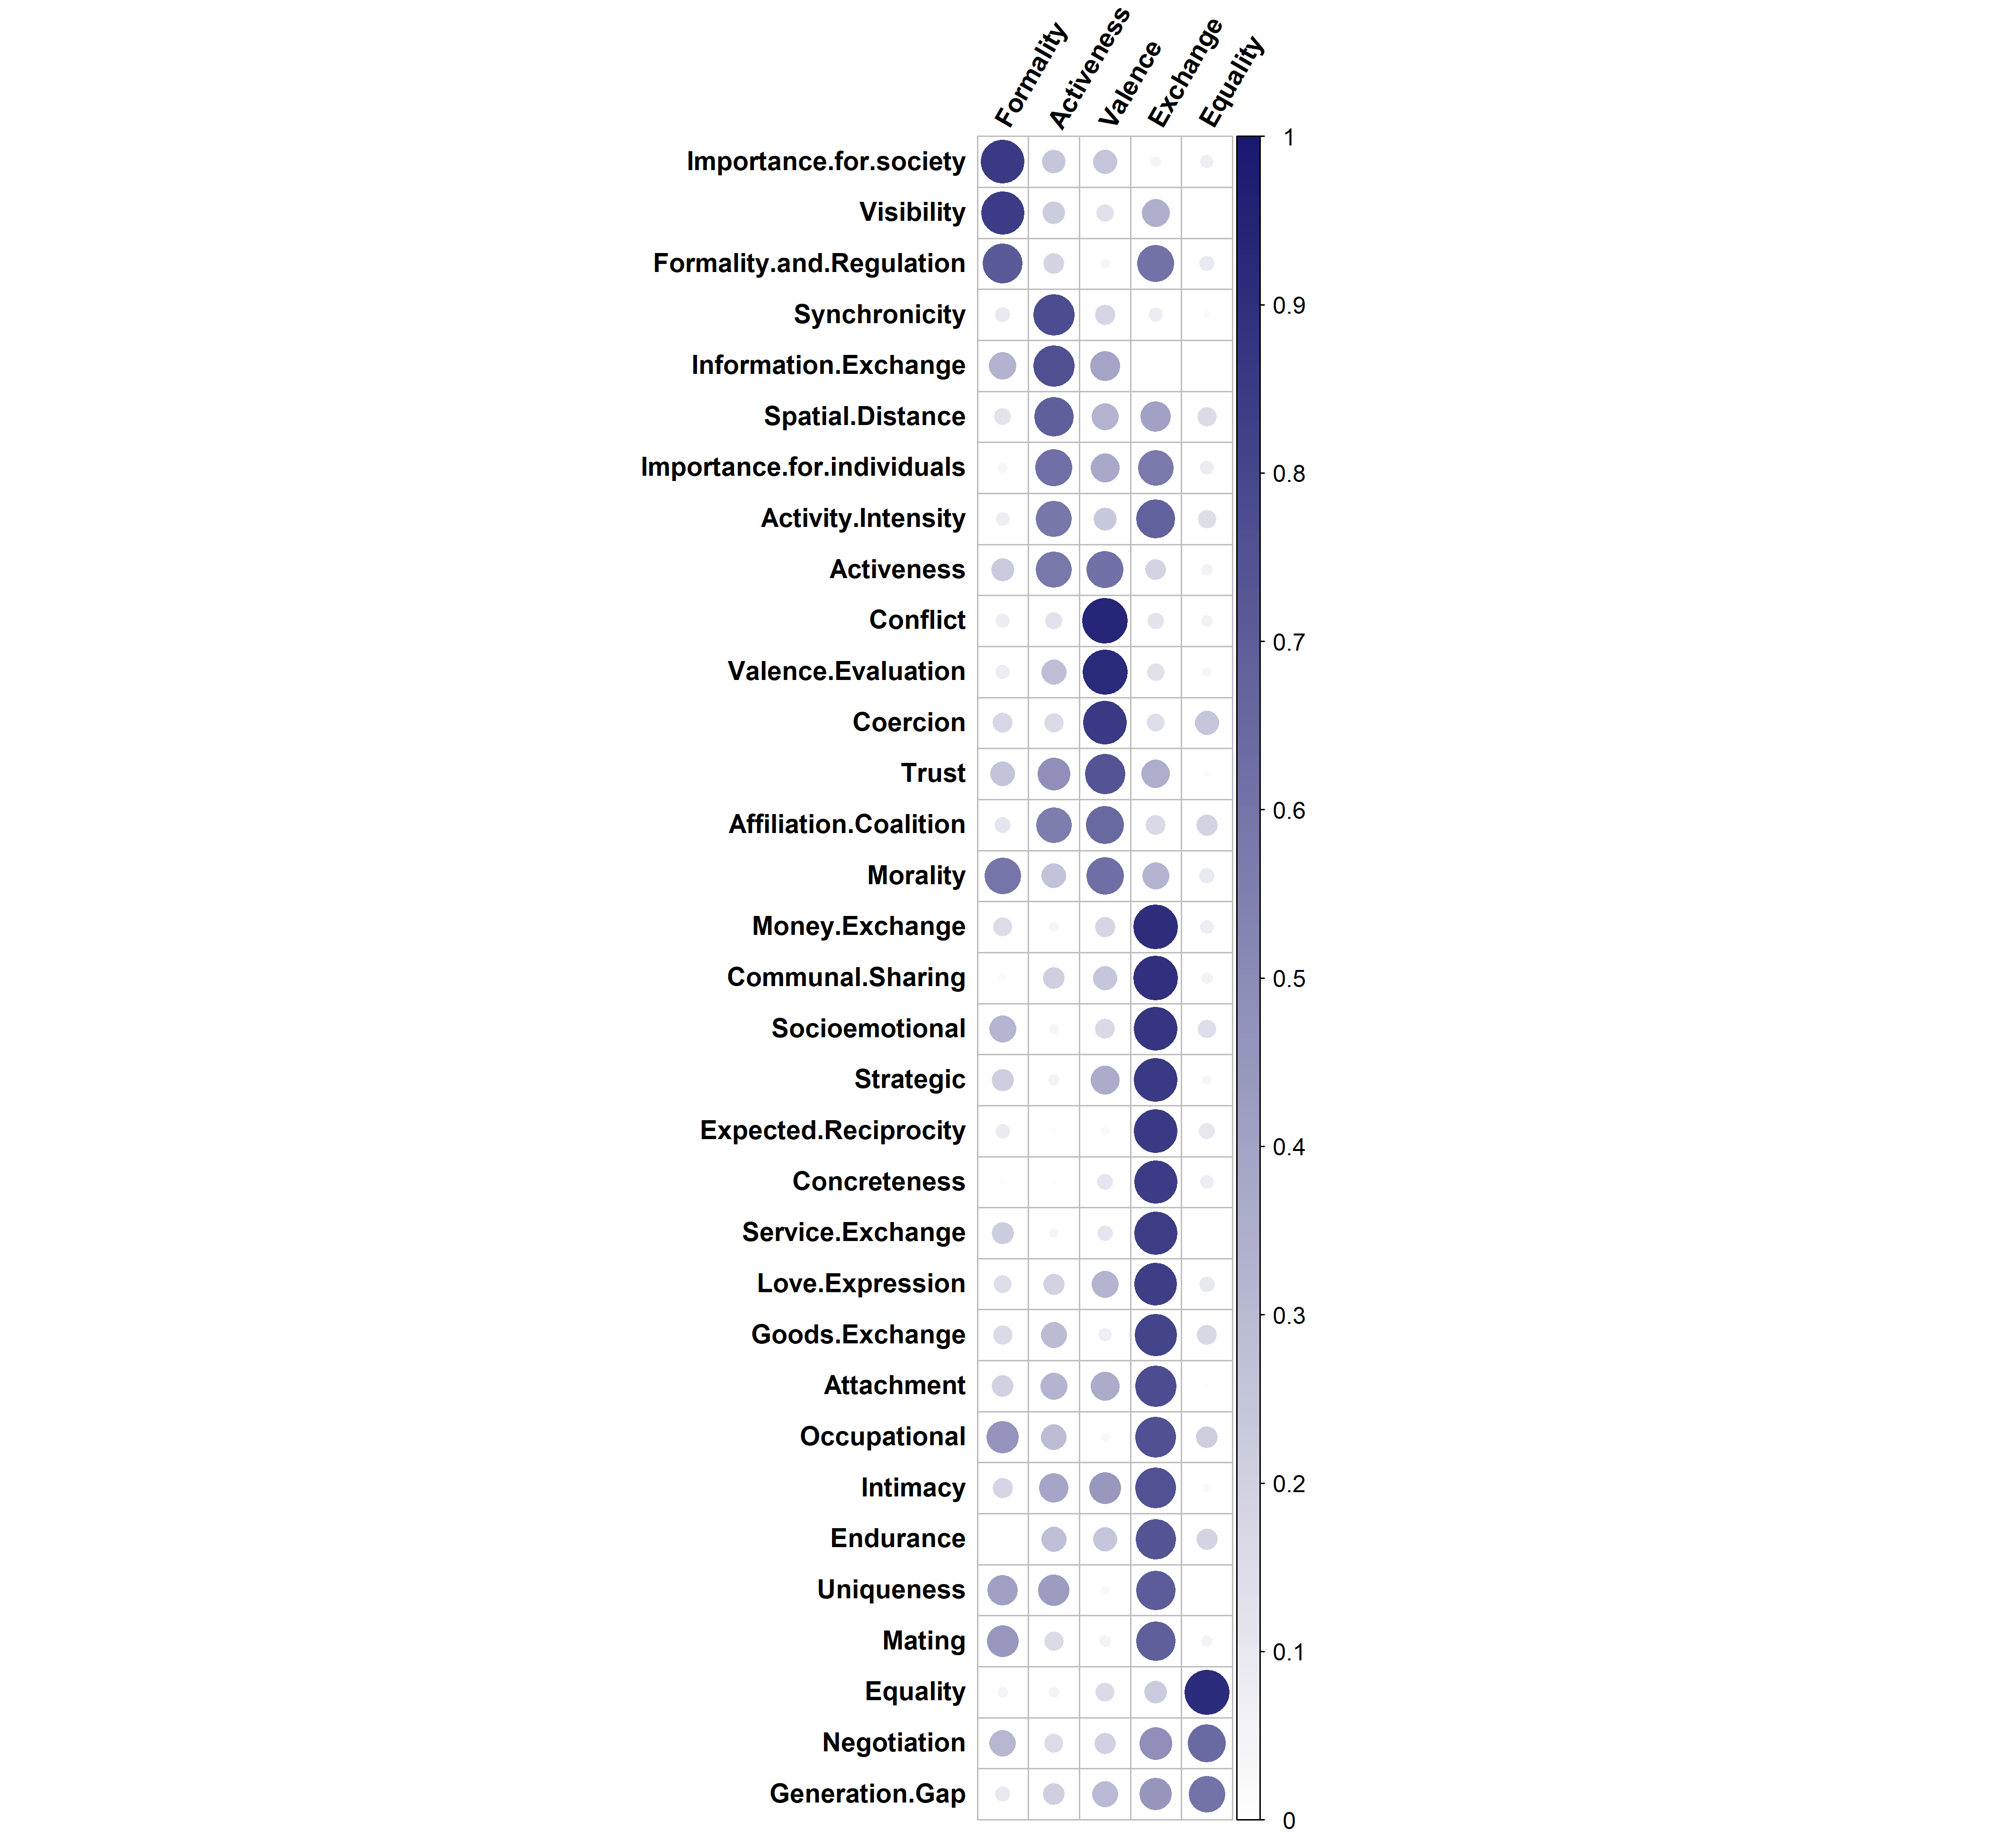 Formality
Activeness
Valence
Exchange
Equality
Importance.for.society
Visibility
Formality.and.Regulation
Synchronicity
Information.Exchange
Spatial.Distance
Importance.for.individuals
Activity.Intensity
Activeness
Conflict
Valence.Evaluation
Coercion
Trust
Affiliation.Coalition
Morality
Money.Exchange
Communal.Sharing
Socioemotional
Strategic
Expected.Reciprocity
Concreteness
Service.Exchange
Love.Expression
Goods.Exchange
Attachment
Occupational
Intimacy
Endurance
Uniqueness
Mating
Equality
Negotiation
Generation.Gap
1
0.9
0.8
0.7
0.6
0.5
0.4
0.3
0.2
0.1
0